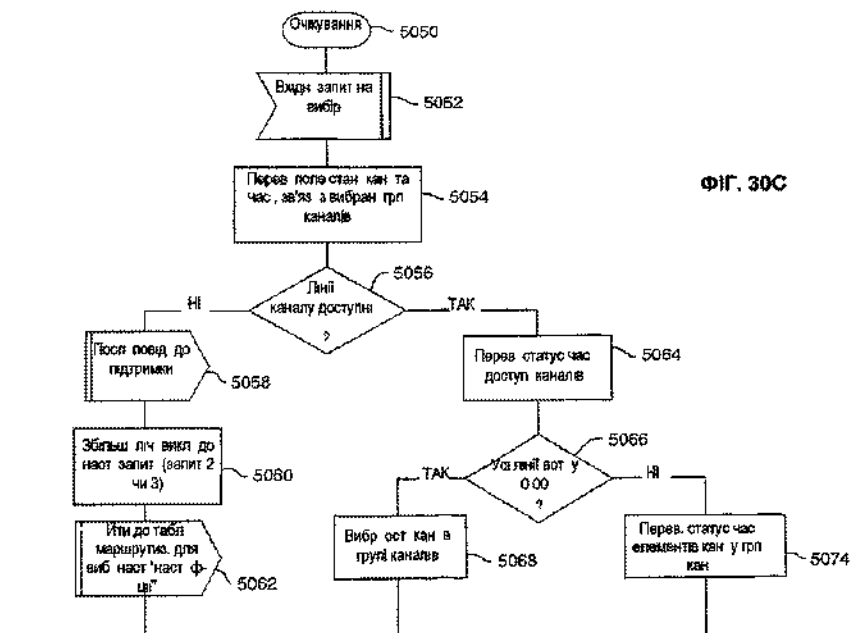 Очікування
5050
Вхідн запит на
вибір
5052
Перев поле стан кан та
час , зв'яз з вибран грп
каналів
5054
ФІГ. 30C
5056
Лінії
каналу доступні
?
НІ
ТАК
Посл повід до
підтримки
5058
Перев статус час
доступ каналів
5064
Збільш ліч викл до
наст запит (запит 2
чи 3)
5060
5066
Усі лінії вст у
0 00
?
ТАК
НІ
Йти до табл
маршрутиз. для
виб наст "наст ф-
ції"
5062
Вибр ост кан в
групі каналів
5068
Перев. статус час
елементів кан у грп
кан
5074